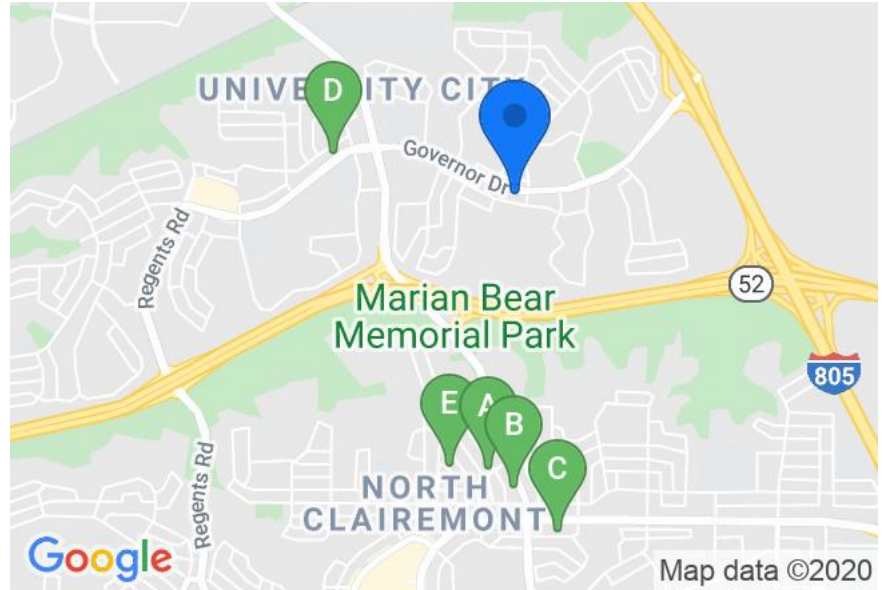 UNIVE ITY CITY
D
Governor Dr
Regents Rd
52
Marian Bear
Memorial Park
805
E
A
B
C
NORTH
CLAIREMONT
Regents Rd
Google
Map data ©2020